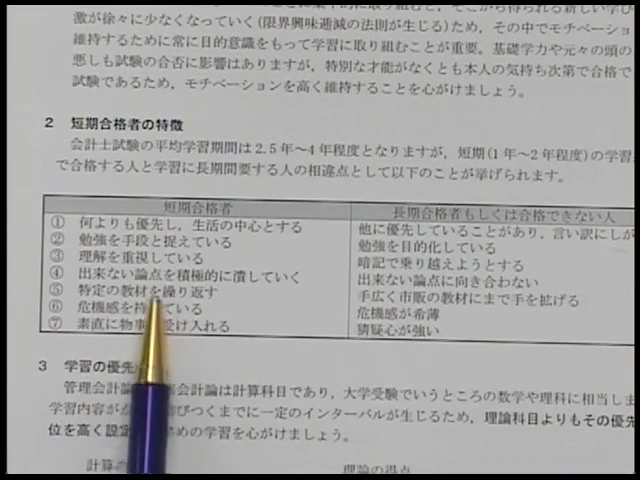 激が徐々に少なくなっていく(限界興味逓減の法則が生じる)ため,その中でモチベーショ
維持するために常に目的意識をもって学習に取り組むことが重要。基礎学力や元々の頭の
悪しも試験の合否に影響はありますが,特別な才能がなくとも本人の気持ち次第で合格で
試験であるため,モチベーションを高く維持することを心がけましょう。
2 短期合格者の特徴
会計士試験の平均学習期間は2.5年～4年程度となりますが,短期(1年～2年程度)の学習
で合格する人と学習に長期間要する人の相違点として以下のことが挙げられます。
短期合格者 長期合格者もしくは合格できない人
① 何よりも優先し,生活の中心とする 他に優先していることがあり,言い訳にしが
② 勉強を手段と捉えている 勉強を目的化している
③ 理解を重視している 暗記で乗り越えようとする
④ 出来ない論点を積極的に潰していく 出来ない論点に向き合わない
⑤ 特定の教材を繰り返す 手広く市販の教材にまで手を拡げる
⑥ 危機感を持っている 危機感が希薄
⑦ 素直に物事 受け入れる 猜疑心が強い
3 学習の優先
管理会計論 会計論は計算科目であり,大学受験でいうところの数学や理科に相当しま
学習内容が びつくまでに一定のインターバルが生じるため,理論科目よりもその優
位を高く設定 めの学習を心がけましょう。
計算の 理論の得点